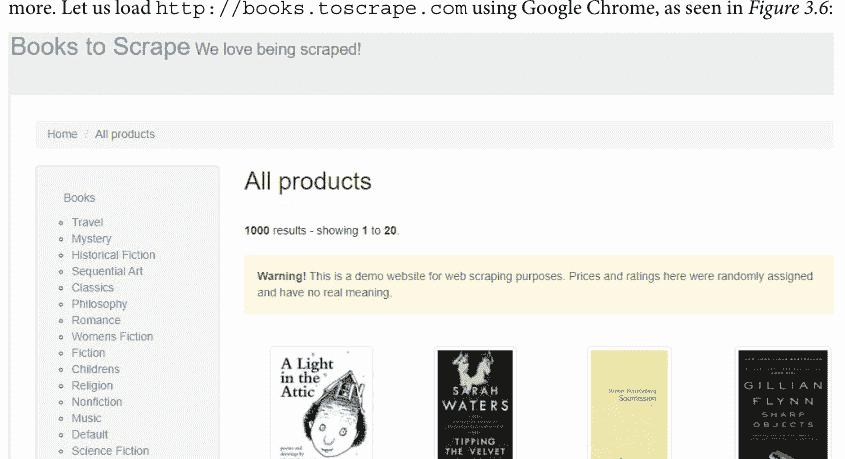 more. Let us load http://books.toscrape.com using Google Chrome, as seen in Figure 3.6:
Books to Scrape We love being scraped!
Home / All products
Books
Travel
Mystery
Historical Fiction
Sequential Art
Classics
Philosophy
Romance
Womens Fiction
Fiction
Childrens
Religion
Nonfiction
Music
Default
Science Fiction
All products
1000 results - showing 1 to 20.
Warning! This is a demo website for web scraping purposes. Prices and ratings here were randomly assigned
and have no real meaning.
A Light
in the
Attic
SARAH
WATERS
TIPPING
THE VELVET
Soumission
GILLIAN
FLYNN
SHARP
OBJECTS